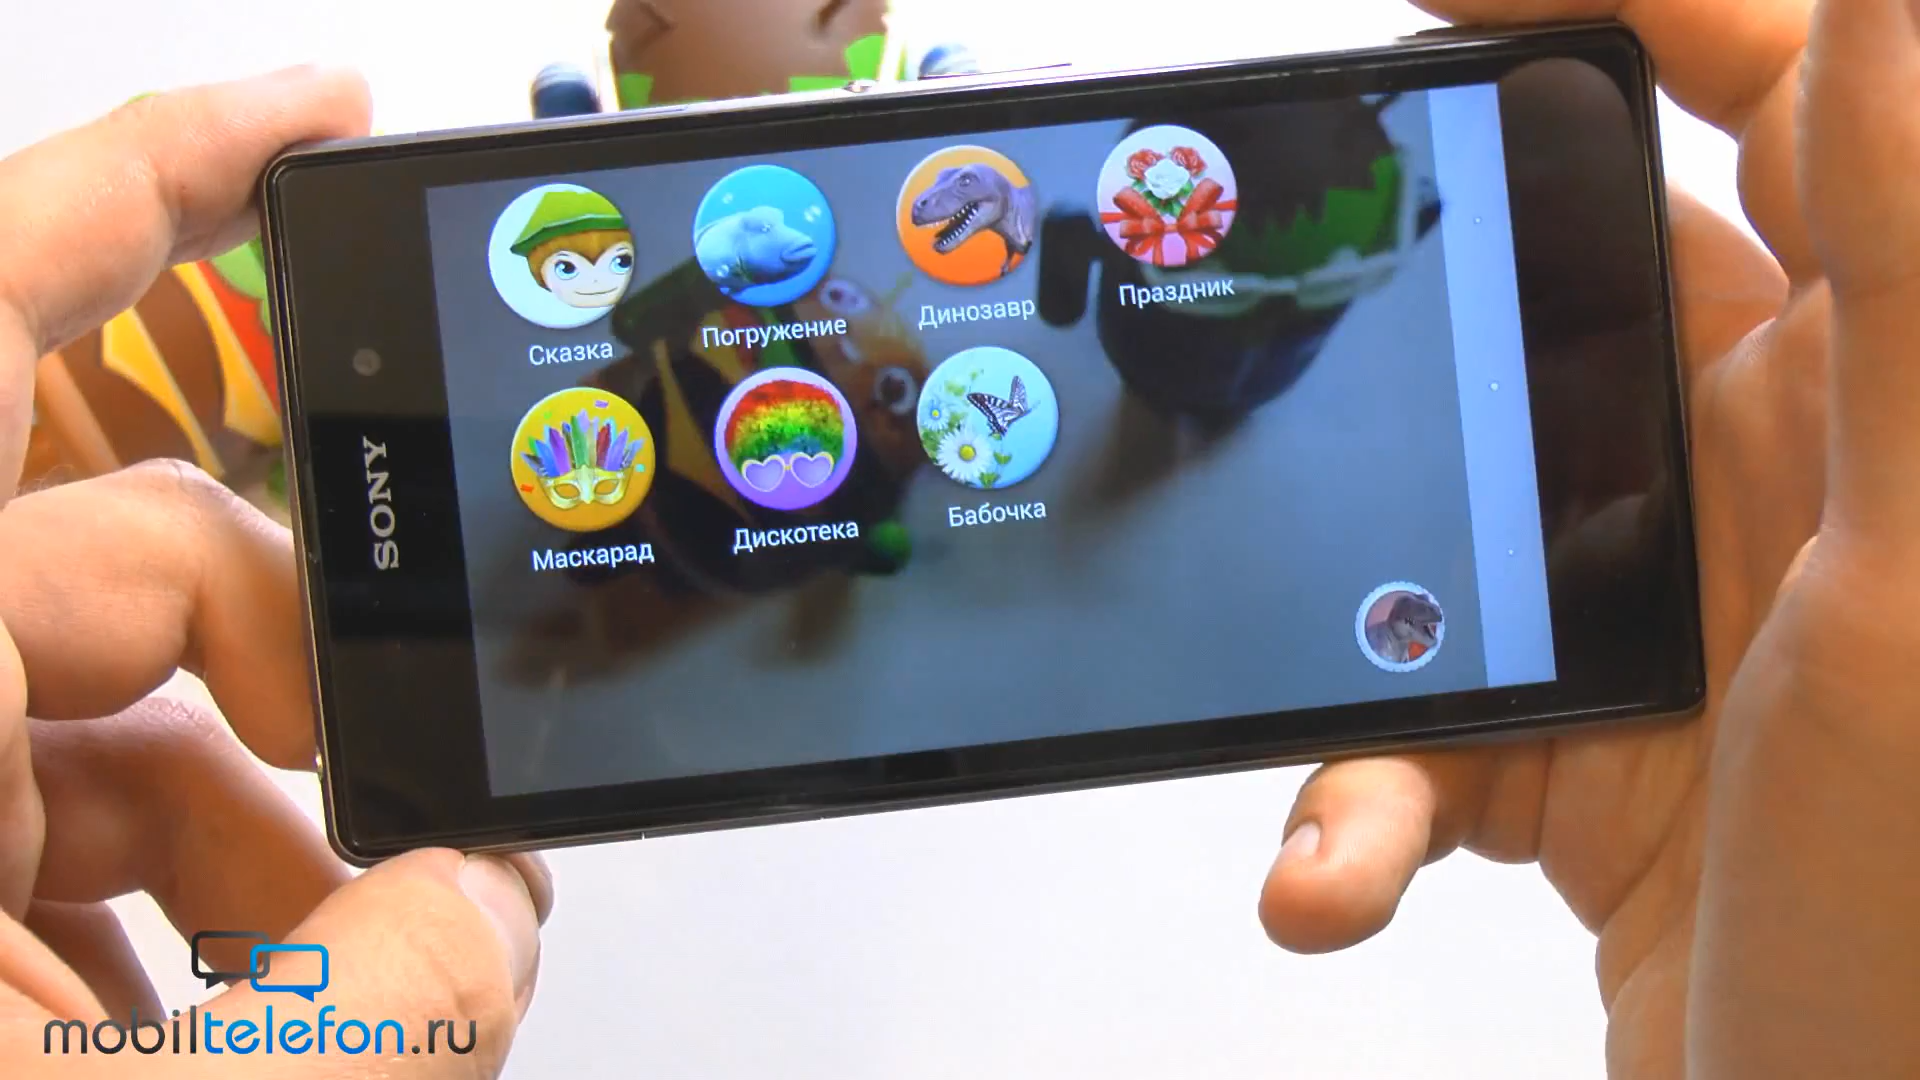 SONY
Сказка
Погружение
Динозавр
Праздник
Маскарад
Дискотека
Бабочка
mobiltelefon.ru